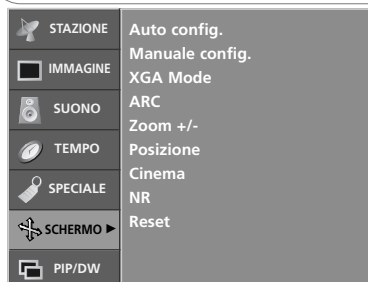 STAZIONE
IMMAGINE
SUONO
TEMPO
SPECIALE
SCHERMO ►
PIP/DW
Auto config.
Manuale config.
XGA Mode
ARC
Zoom +/-
Posizione
Cinema
NR
Reset